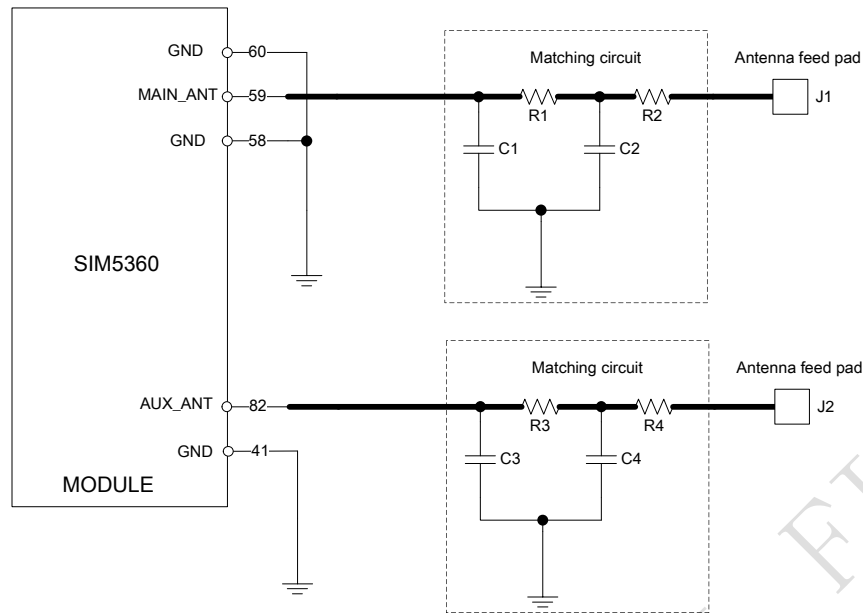 GND 60
MAIN_ANT 59
GND 58
SIM5360
AUX_ANT 82
GND 41
MODULE
Matching circuit
R1
R2
C1
C2
Antenna feed pad
J1
Matching circuit
R3
R4
C3
C4
Antenna feed pad
J2